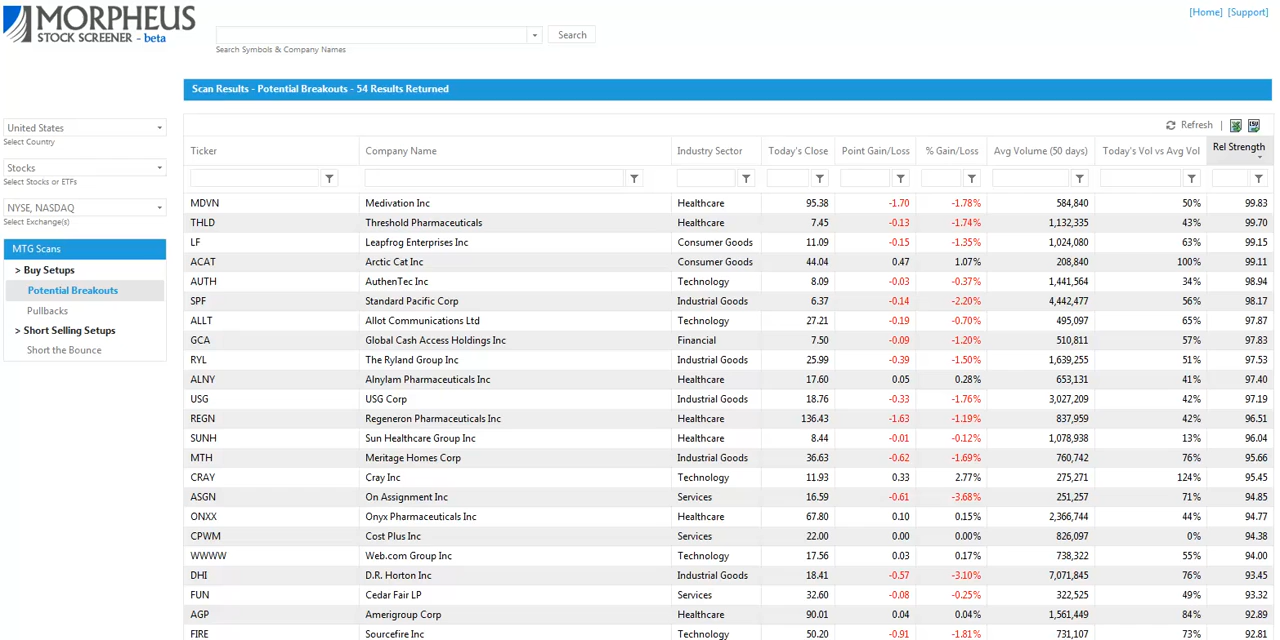 MORPHEUS
STOCK SCREENER - beta
[Home] [Support]
Search
Search Symbols & Company Names
Scan Results - Potential Breakouts - 54 Results Returned
United States
Select Country
Stocks
Select Stocks or ETFs
NYSE, NASDAQ
Select Exchange(s)
MTG Scans
> Buy Setups
Potential Breakouts
Pullbacks
> Short Selling Setups
Short the Bounce
Refresh |
Ticker Company Name Industry Sector Today's Close Point Gain/Loss % Gain/Loss Avg Volume (50 days) Today's Vol vs Avg Vol Rel Strength
MDVN Medivation Inc Healthcare 95.38 -1.70 -1.78% 584,840 50% 99.83
THLD Threshold Pharmaceuticals Healthcare 7.45 -0.13 -1.74% 1,132,335 43% 99.70
LF Leapfrog Enterprises Inc Consumer Goods 11.09 -0.15 -1.35% 1,024,080 63% 99.15
ACAT Arctic Cat Inc Consumer Goods 44.04 0.47 1.07% 208,840 100% 99.11
AUTH AuthenTec Inc Technology 8.09 -0.03 -0.37% 1,441,564 34% 98.94
SPF Standard Pacific Corp Industrial Goods 6.37 -0.14 -2.20% 4,442,477 56% 98.17
ALLT Allot Communications Ltd Technology 27.21 -0.19 -0.70% 495,097 65% 97.87
GCA Global Cash Access Holdings Inc Financial 7.50 -0.09 -1.20% 510,811 57% 97.83
RYL The Ryland Group Inc Industrial Goods 25.99 -0.39 -1.50% 1,639,255 51% 97.53
ALNY Alnylam Pharmaceuticals Inc Healthcare 17.60 0.05 0.28% 653,131 41% 97.40
USG USG Corp Industrial Goods 18.76 -0.33 -1.76% 3,027,209 42% 97.19
REGN Regeneron Pharmaceuticals Inc Healthcare 136.43 -1.63 -1.19% 837,959 42% 96.51
SUNH Sun Healthcare Group Inc Healthcare 8.44 -0.01 -0.12% 1,078,938 13% 96.04
MTH Meritage Homes Corp Industrial Goods 36.63 -0.62 -1.69% 760,742 76% 95.66
CRAY Cray Inc Technology 11.93 0.33 2.77% 275,271 124% 95.45
ASGN On Assignment Inc Services 16.59 -0.61 -3.68% 251,257 71% 94.85
ONXX Onyx Pharmaceuticals Inc Healthcare 67.80 0.10 0.15% 2,366,744 44% 94.77
CPWM Cost Plus Inc Services 22.00 0.00 0.00% 826,097 0% 94.38
WWWW Web.com Group Inc Technology 17.56 0.03 0.17% 738,322 55% 94.00
DHI D.R. Horton Inc Industrial Goods 18.41 -0.57 -3.10% 7,071,845 76% 93.45
FUN Cedar Fair LP Services 32.60 -0.08 -0.25% 322,525 49% 93.32
AGP Amerigroup Corp Healthcare 90.01 0.04 0.04% 1,561,449 84% 92.89
FIRE Sourcefire Inc Technology 50.20 -0.91 -1.81% 731,107 73% 92.81